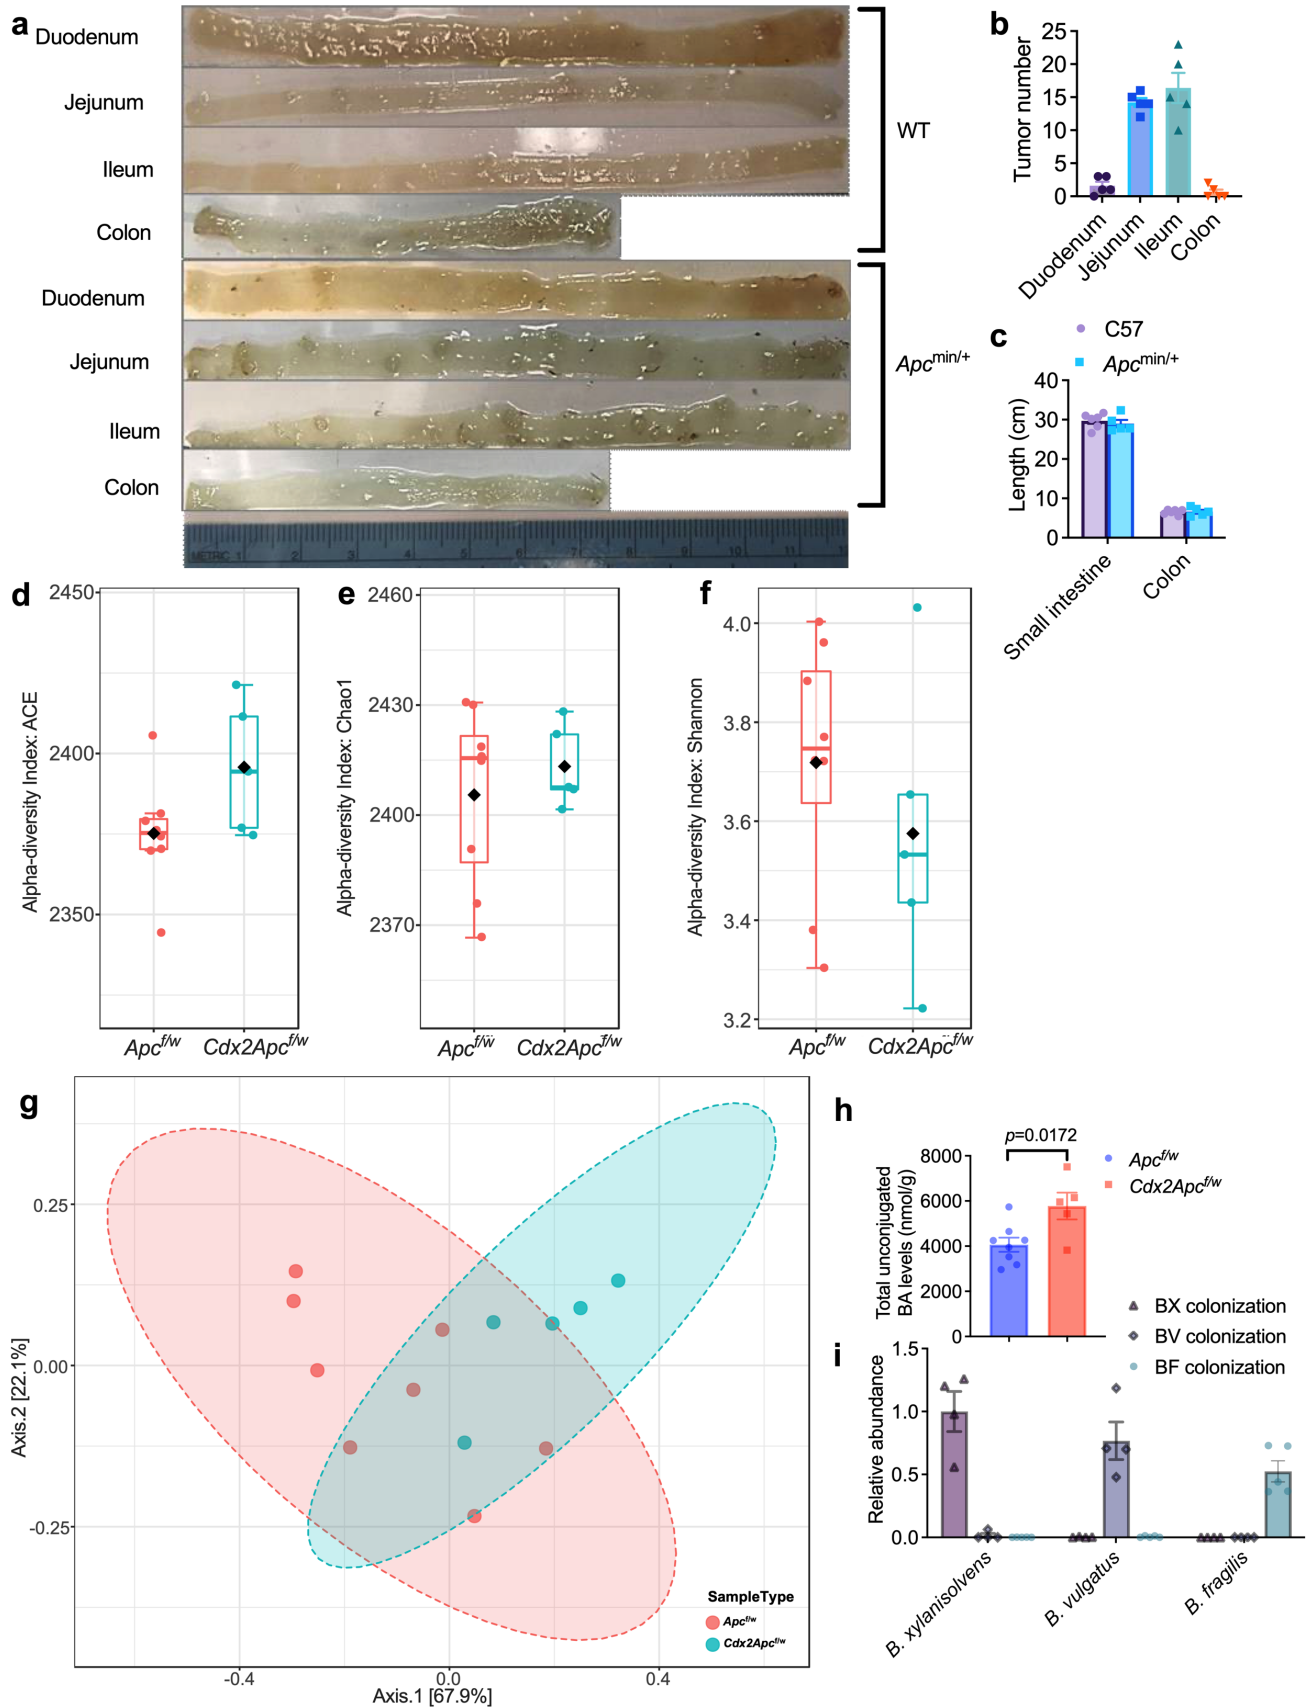 a
Duodenum
Jejunum
Ileum
Colon
WT
Duodenum
Jejunum
Ileum
Colon
Apcmin/+
METRIC 1 2 3 4 5 6 7 8 9 10 11
b
Tumor number
25
20
15
10
5
0
Duodenum
Jejunum
Ileum
Colon
c
C57
Apcmin/+
Length (cm)
40
30
20
10
0
Small intestine
Colon
d
Alpha-diversity Index: ACE
2450
2400
2350
Apcf/w
Cdx2Apcf/w
e
Alpha-diversity Index: Chao1
2460
2430
2400
2370
Apcf/w
Cdx2Apcf/w
f
Alpha-diversity Index: Shannon
4.0
3.8
3.6
3.4
3.2
Apcf/w
Cdx2Apcf/w
g
Axis.2 [22.1%]
0.25
0.00
-0.25
-0.4
0.0
0.4
Axis.1 [67.9%]
SampleType
Apcf/w
Cdx2Apcf/w
h
p=0.0172
Total unconjugated
BA levels (nmol/g)
8000
6000
4000
2000
0
Apcf/w
Cdx2Apcf/w
i
BX colonization
BV colonization
BF colonization
Relative abundance
1.5
1.0
0.5
0.0
B. xylanisolvens
B. vulgatus
B. fragilis